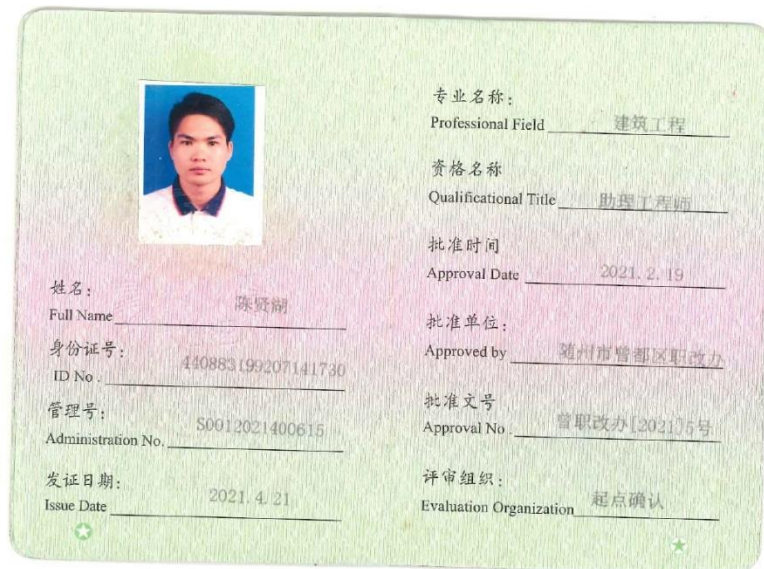 姓名：
Full Name 陈贤湖
身份证号：
ID No . 440883199207141730
管理号：
Administration No. S0012021400615
发证日期：
Issue Date 2021. 4. 21
专业名称：
Professional Field 建筑工程
资格名称
Qualificational Title 助理工程师
批准时间
Approval Date 2021. 2. 19
批准单位：
Approved by 随州市曾都区职改办
批准文号
Approval No . 曾职改办[2021]5号
评审组织：
Evaluation Organization 起点确认